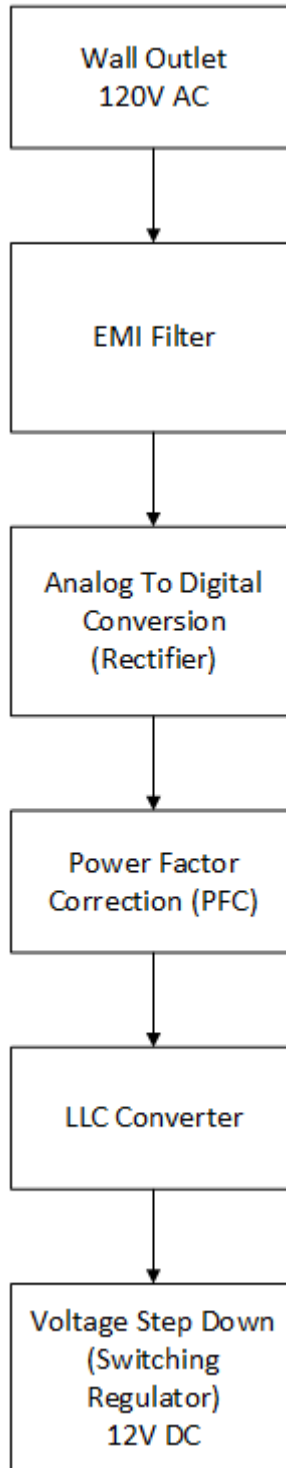 Wall Outlet
120V AC
EMI Filter
Analog To Digital
Conversion
(Rectifier)
Power Factor
Correction (PFC)
LLC Converter
Voltage Step Down
(Switching
Regulator)
12V DC